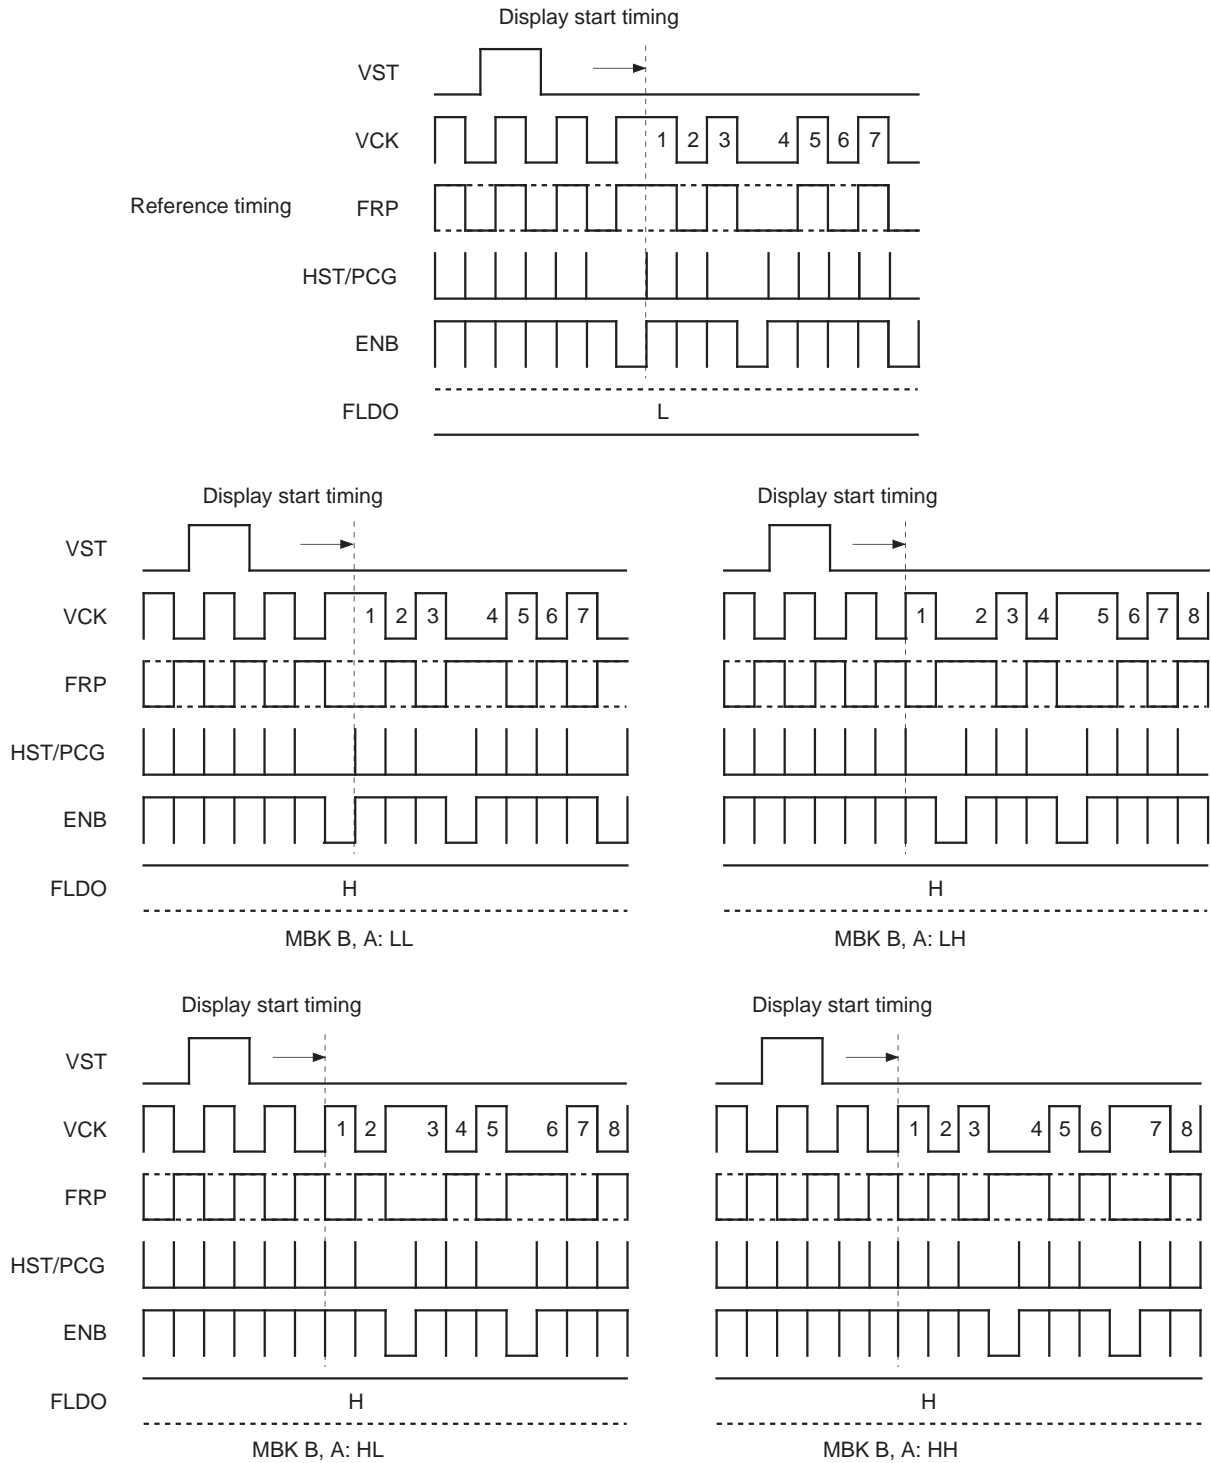 Display start timing
VST
VCK 1 2 3 4 5 6 7
Reference timing FRP
HST/PCG
ENB
FLDO L
Display start timing
VST
VCK 1 2 3 4 5 6 7
FRP
HST/PCG
ENB
FLDO H
MBK B, A: LL
Display start timing
1 2 3 4 5 6 7 8
H
MBK B, A: LH
Display start timing
VST
VCK 1 2 3 4 5 6 7 8
FRP
HST/PCG
ENB
FLDO H
MBK B, A: HL
Display start timing
1 2 3 4 5 6 7 8
H
MBK B, A: HH